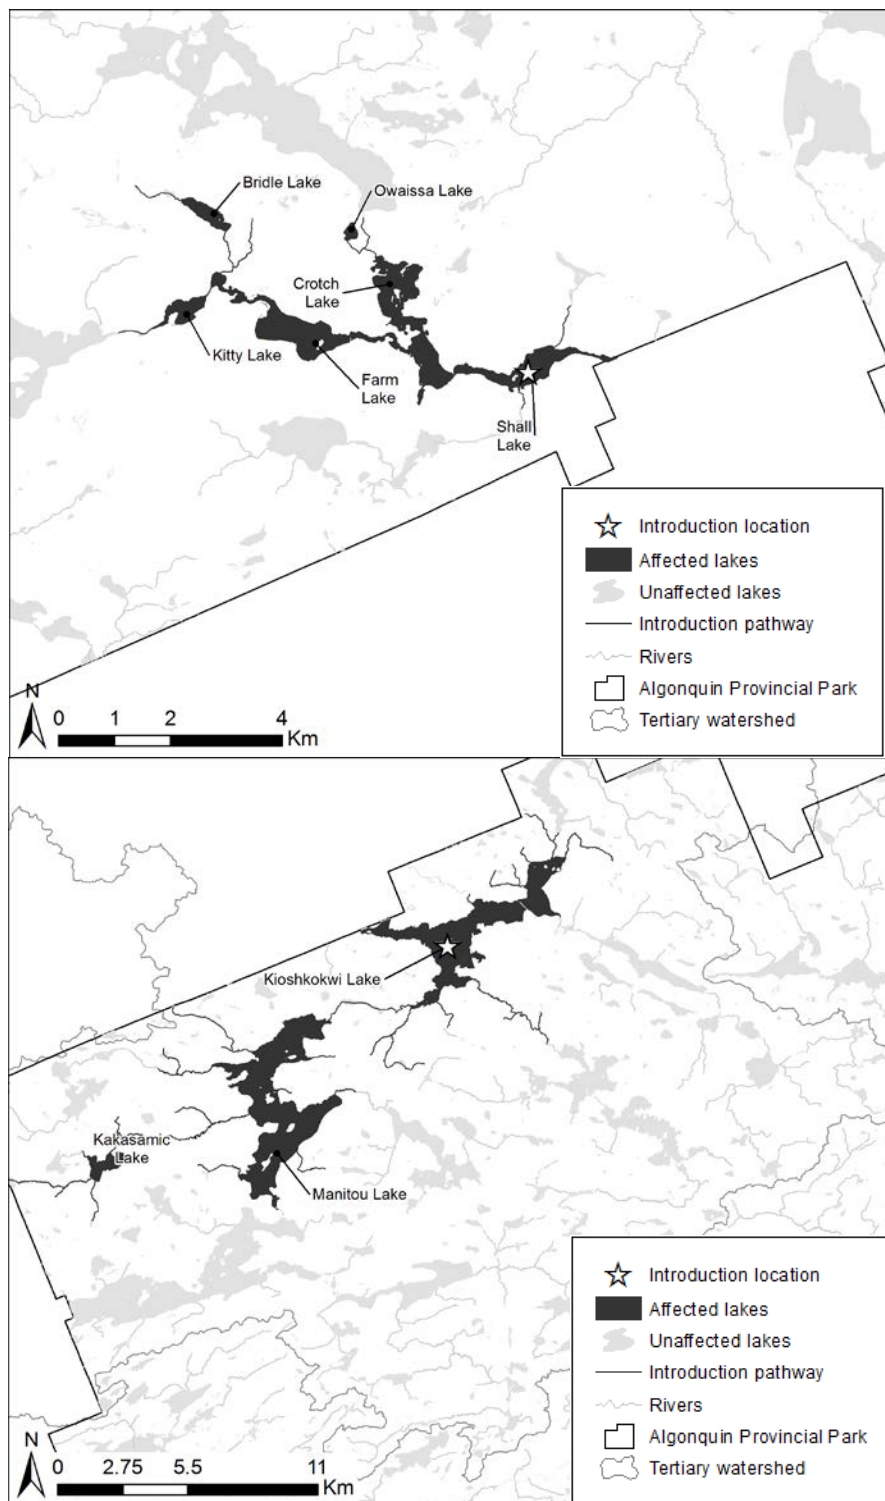 Bridle Lake
Owaissa Lake
Crotch
Lake
Kitty Lake
Farm
Lake
Shall
Lake
Introduction location
Affected lakes
Unaffected lakes
Introduction pathway
Rivers
Algonquin Provincial Park
Tertiary watershed
N
0 1 2 4
Km
Kioshkokwi Lake
Kakasamic
Lake
Manitou Lake
Introduction location
Affected lakes
Unaffected lakes
Introduction pathway
Rivers
Algonquin Provincial Park
Tertiary watershed
N
0 2.75 5.5 11
Km